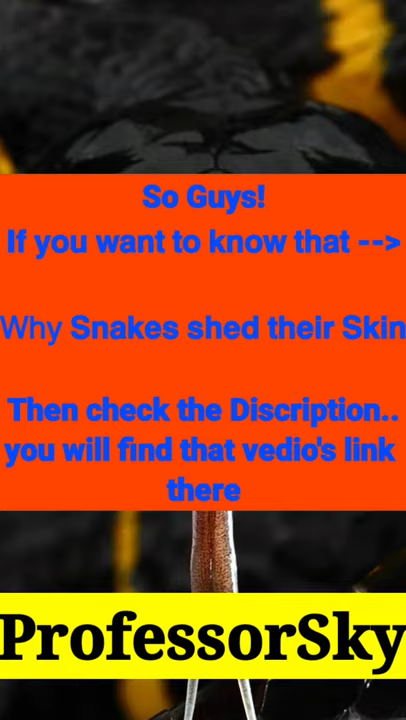 So Guys!
If you want to know that -->
Why Snakes shed their Skin
Then check the Discription..
you will find that vedio's link
there
ProfessorSky